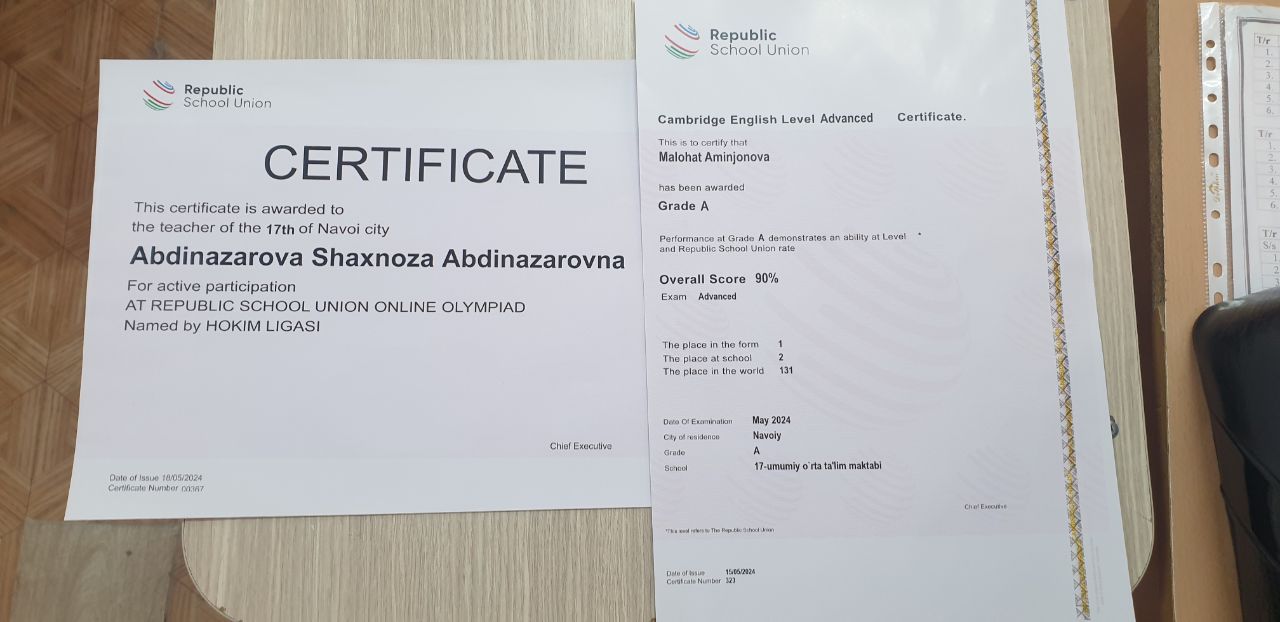 Republic
School Union
CERTIFICATE
This certificate is awarded to
the teacher of the 17th of Navoi city
Abdinazarova Shaxnoza Abdinazarovna
For active participation
AT REPUBLIC SCHOOL UNION ONLINE OLYMPIAD
Named by HOKIM LIGASI
Chief Executive
Date of Issue 18/05/2024
Certificate Number 00367
Republic
School Union
Cambridge English Level Advanced Certificate.
This is to certify that
Malohat Aminjonova
has been awarded
Grade A
Performance at Grade A demonstrates an ability at Level *
and Republic School Union rate
Overall Score 90%
Exam Advanced
The place in the form 1
The place at school 2
The place in the world 131
Date Of Examination May 2024
City of residence Navoiy
Grade A
School 17-umumiy o`rta ta'lim maktabi
Chief Executive
*This level refers to The Republic School Union
Date of Issue 15/05/2024
Certificate Number 323
T/r
1.
2.
3.
4.
5.
6.
T/r
1.
2.
3.
4.
5.
6.
T/r
S/s
1.